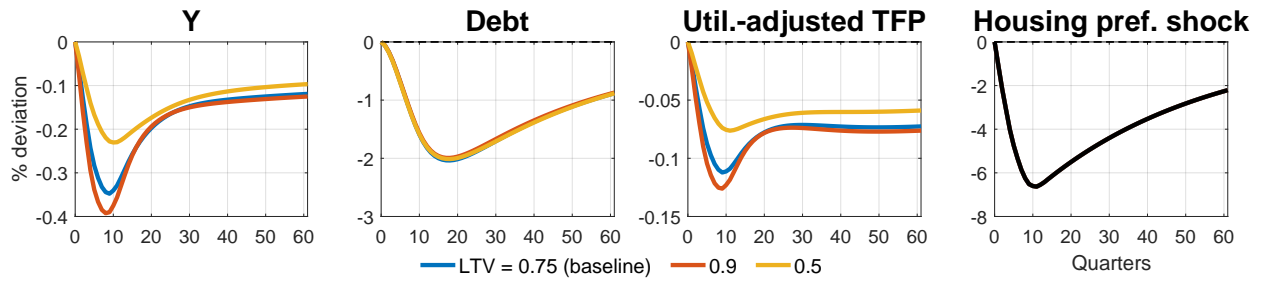 Y
Debt
Util.-adjusted TFP
Housing pref. shock
% deviation
0
-0.1
-0.2
-0.3
-0.4
0 10 20 30 40 50 60
0
-1
-2
-3
0 10 20 30 40 50 60
0
-0.05
-0.1
-0.15
0 10 20 30 40 50 60
0
-2
-4
-6
-8
0 10 20 30 40 50 60
Quarters
LTV = 0.75 (baseline) 0.9 0.5